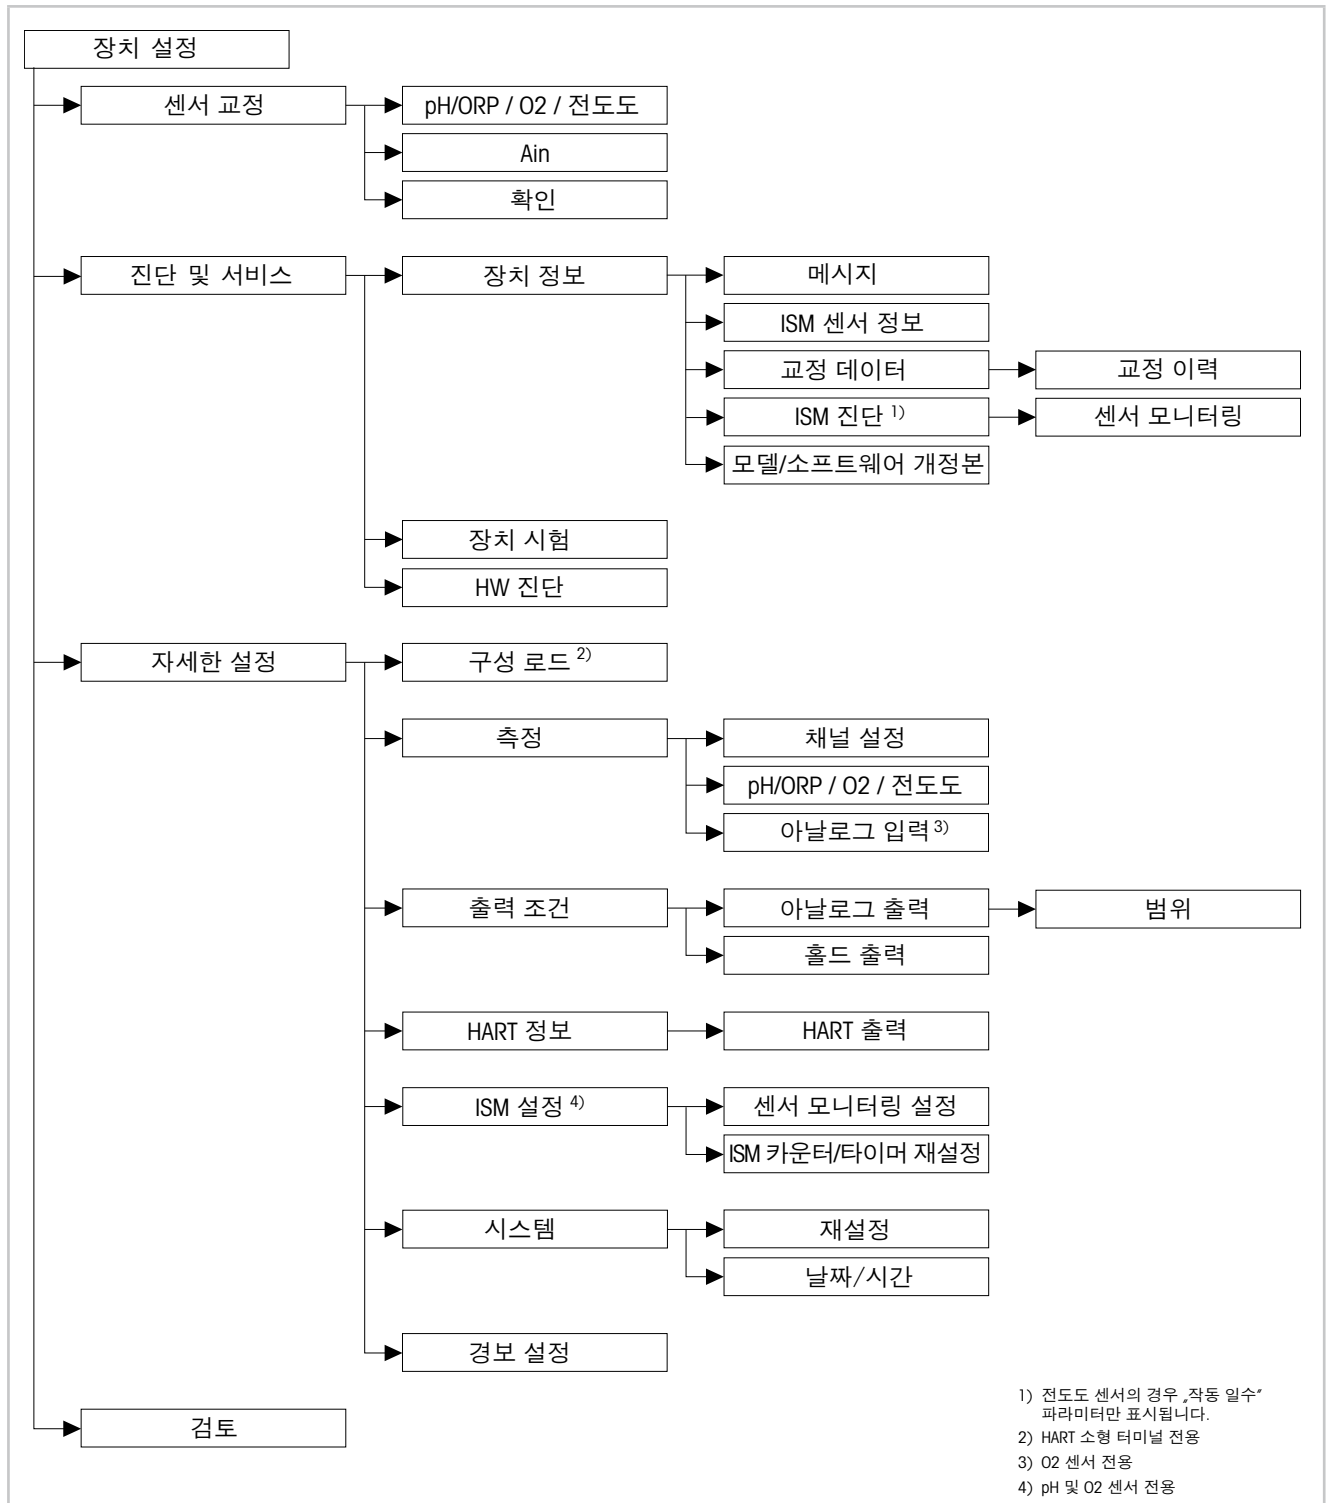 장치 설정
센서 교정
pH/ORP / O2 / 전도도
Ain
확인
진단 및 서비스
장치 정보
메시지
ISM 센서 정보
교정 데이터
교정 이력
ISM 진단 1)
센서 모니터링
모델/소프트웨어 개정본
장치 시험
HW 진단
자세한 설정
구성 로드 2)
측정
채널 설정
pH/ORP / O2 / 전도도
아날로그 입력 3)
출력 조건
아날로그 출력
범위
홀드 출력
HART 정보
HART 출력
ISM 설정 4)
센서 모니터링 설정
ISM 카운터/타이머 재설정
시스템
재설정
날짜/시간
경보 설정
검토
1) 전도도 센서의 경우 „작동 일수"
파라미터만 표시됩니다.
2) HART 소형 터미널 전용
3) O2 센서 전용
4) pH 및 O2 센서 전용